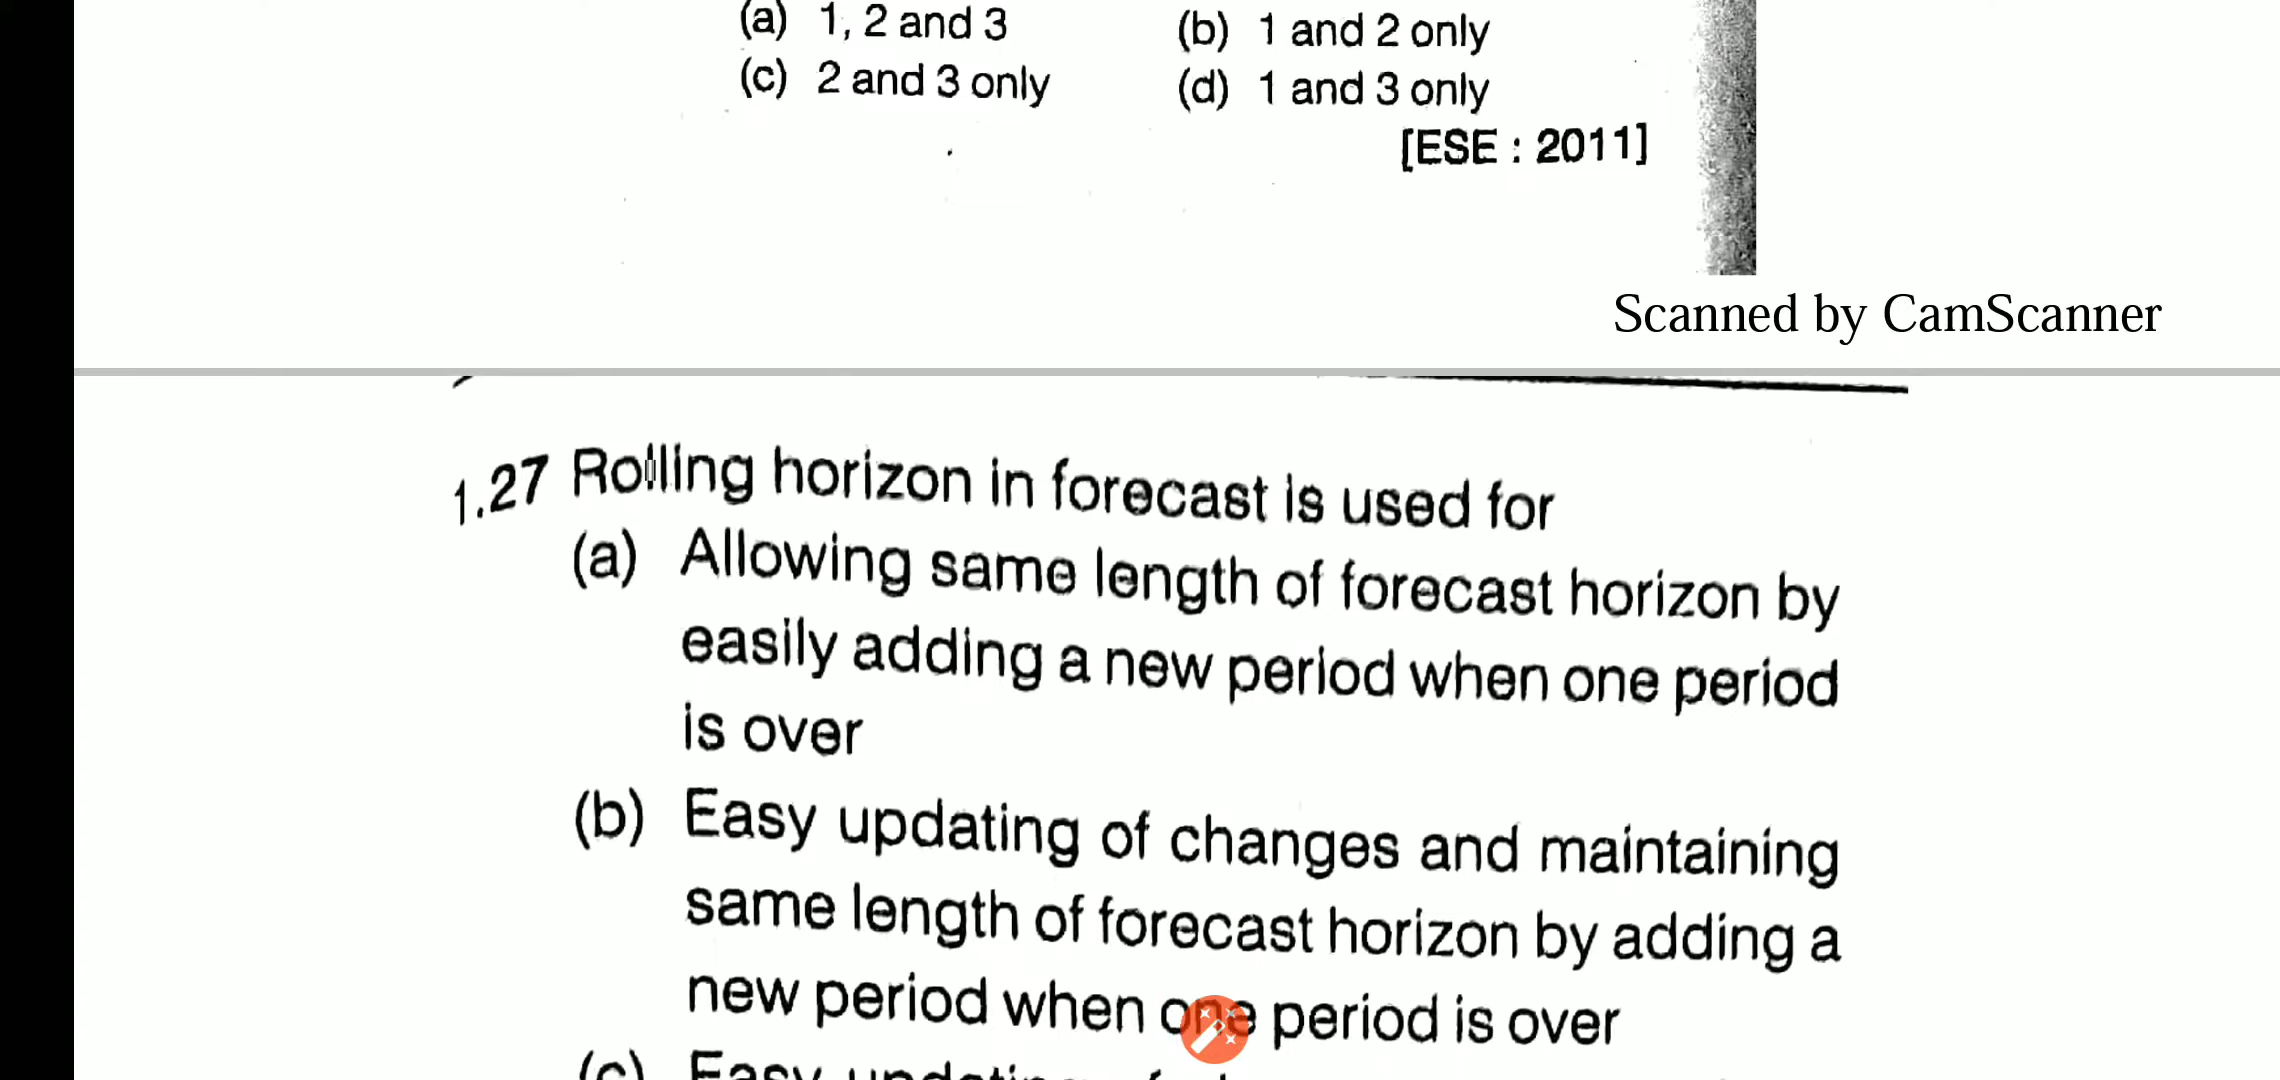 (a) 1, 2 and 3 (b) 1 and 2 only
(c) 2 and 3 only (d) 1 and 3 only
[ESE : 2011]
Scanned by CamScanner
1.27 Rolling horizon in forecast is used for
(a) Allowing same length of forecast horizon by
easily adding a new period when one period
is over
(b) Easy updating of changes and maintaining
same length of forecast horizon by adding a
new period when one period is over
(c) Easy